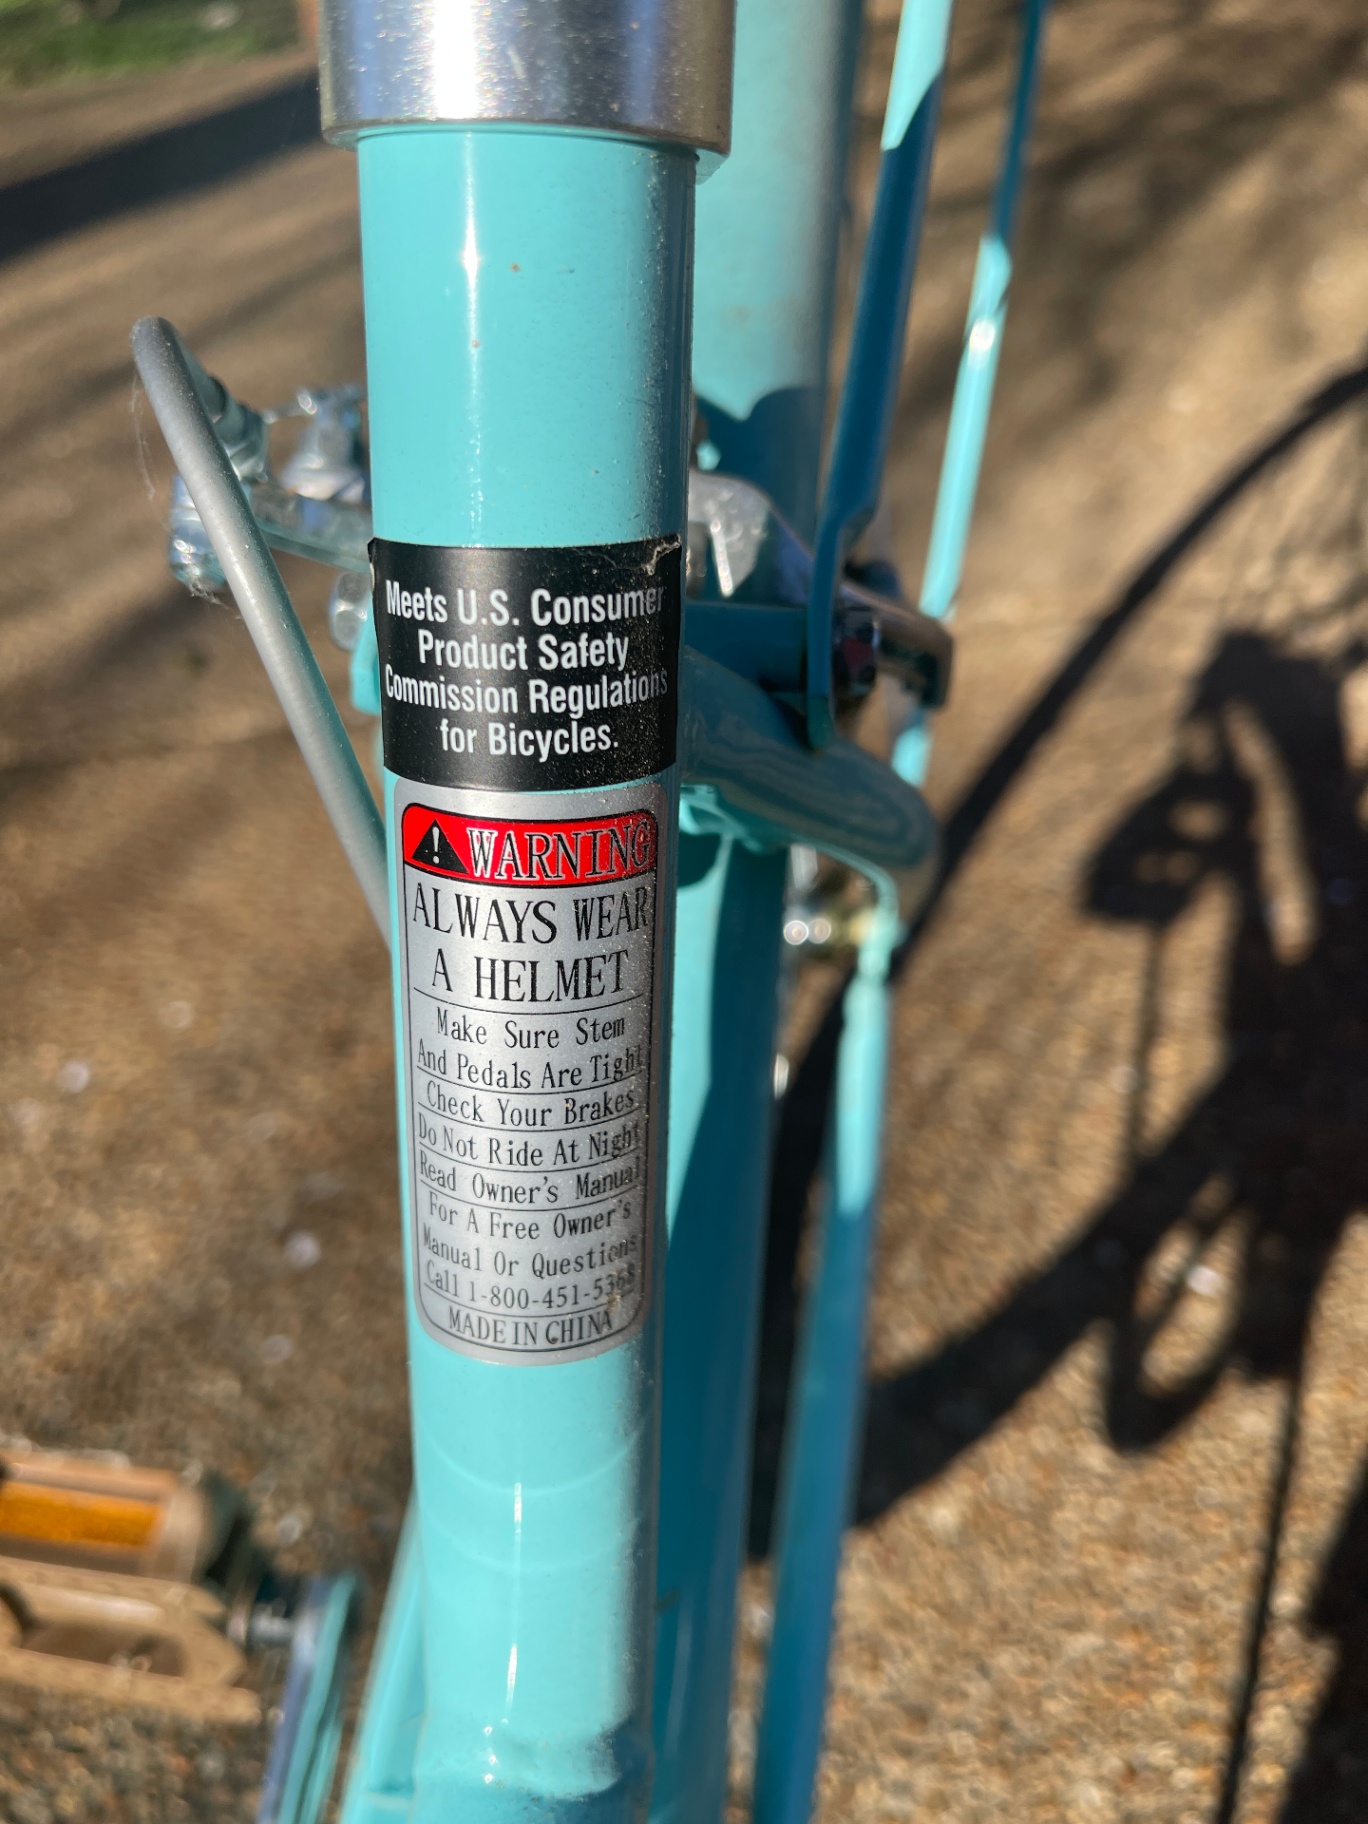 Meets U.S. Consumer
Product Safety
Commission Regulations
for Bicycles.
WARNING
ALWAYS WEAR
A HELMET
Make Sure Stem
And Pedals Are Tight
Check Your Brakes
Do Not Ride At Night
Read Owner's Manual
For A Free Owner's
Manual Or Questions
Call 1-800-451-5368
MADE IN CHINA